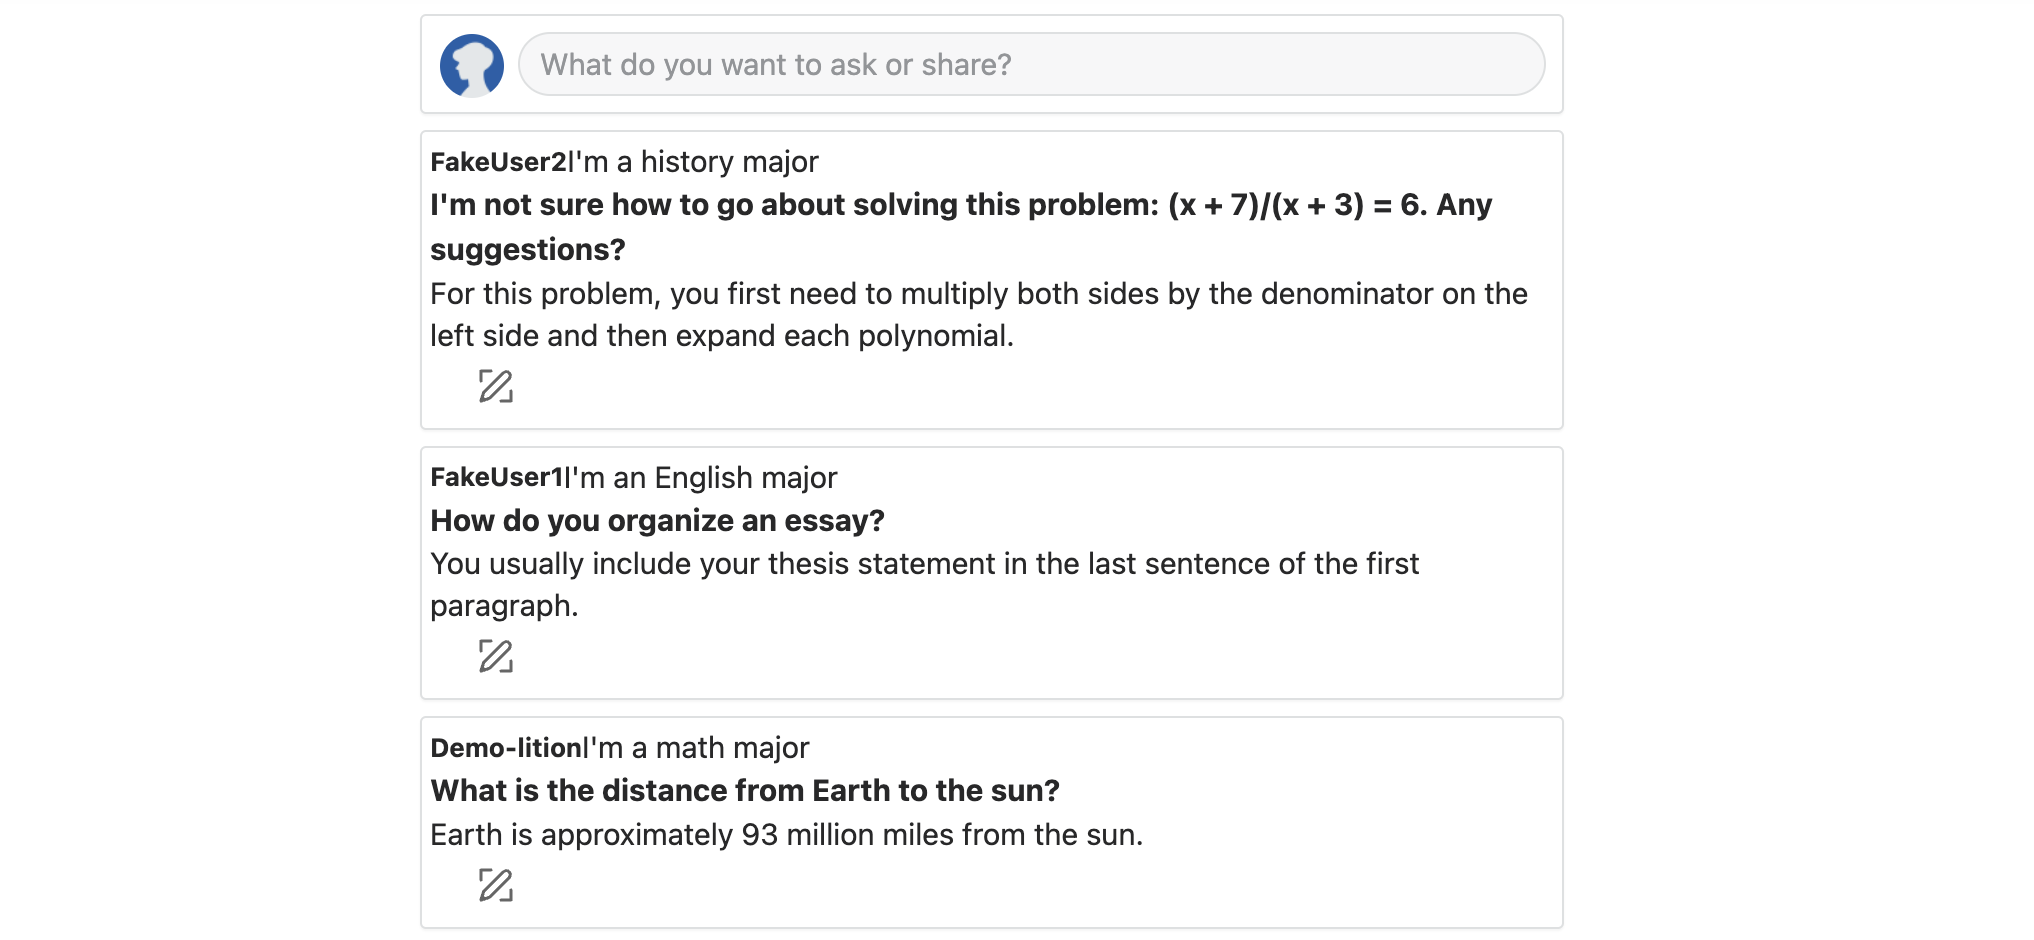 What do you want to ask or share?
FakeUser2I'm a history major
I'm not sure how to go about solving this problem: (x + 7)/(x + 3) = 6. Any
suggestions?
For this problem, you first need to multiply both sides by the denominator on the
left side and then expand each polynomial.
FakeUser1I'm an English major
How do you organize an essay?
You usually include your thesis statement in the last sentence of the first
paragraph.
Demo-litionI'm a math major
What is the distance from Earth to the sun?
Earth is approximately 93 million miles from the sun.